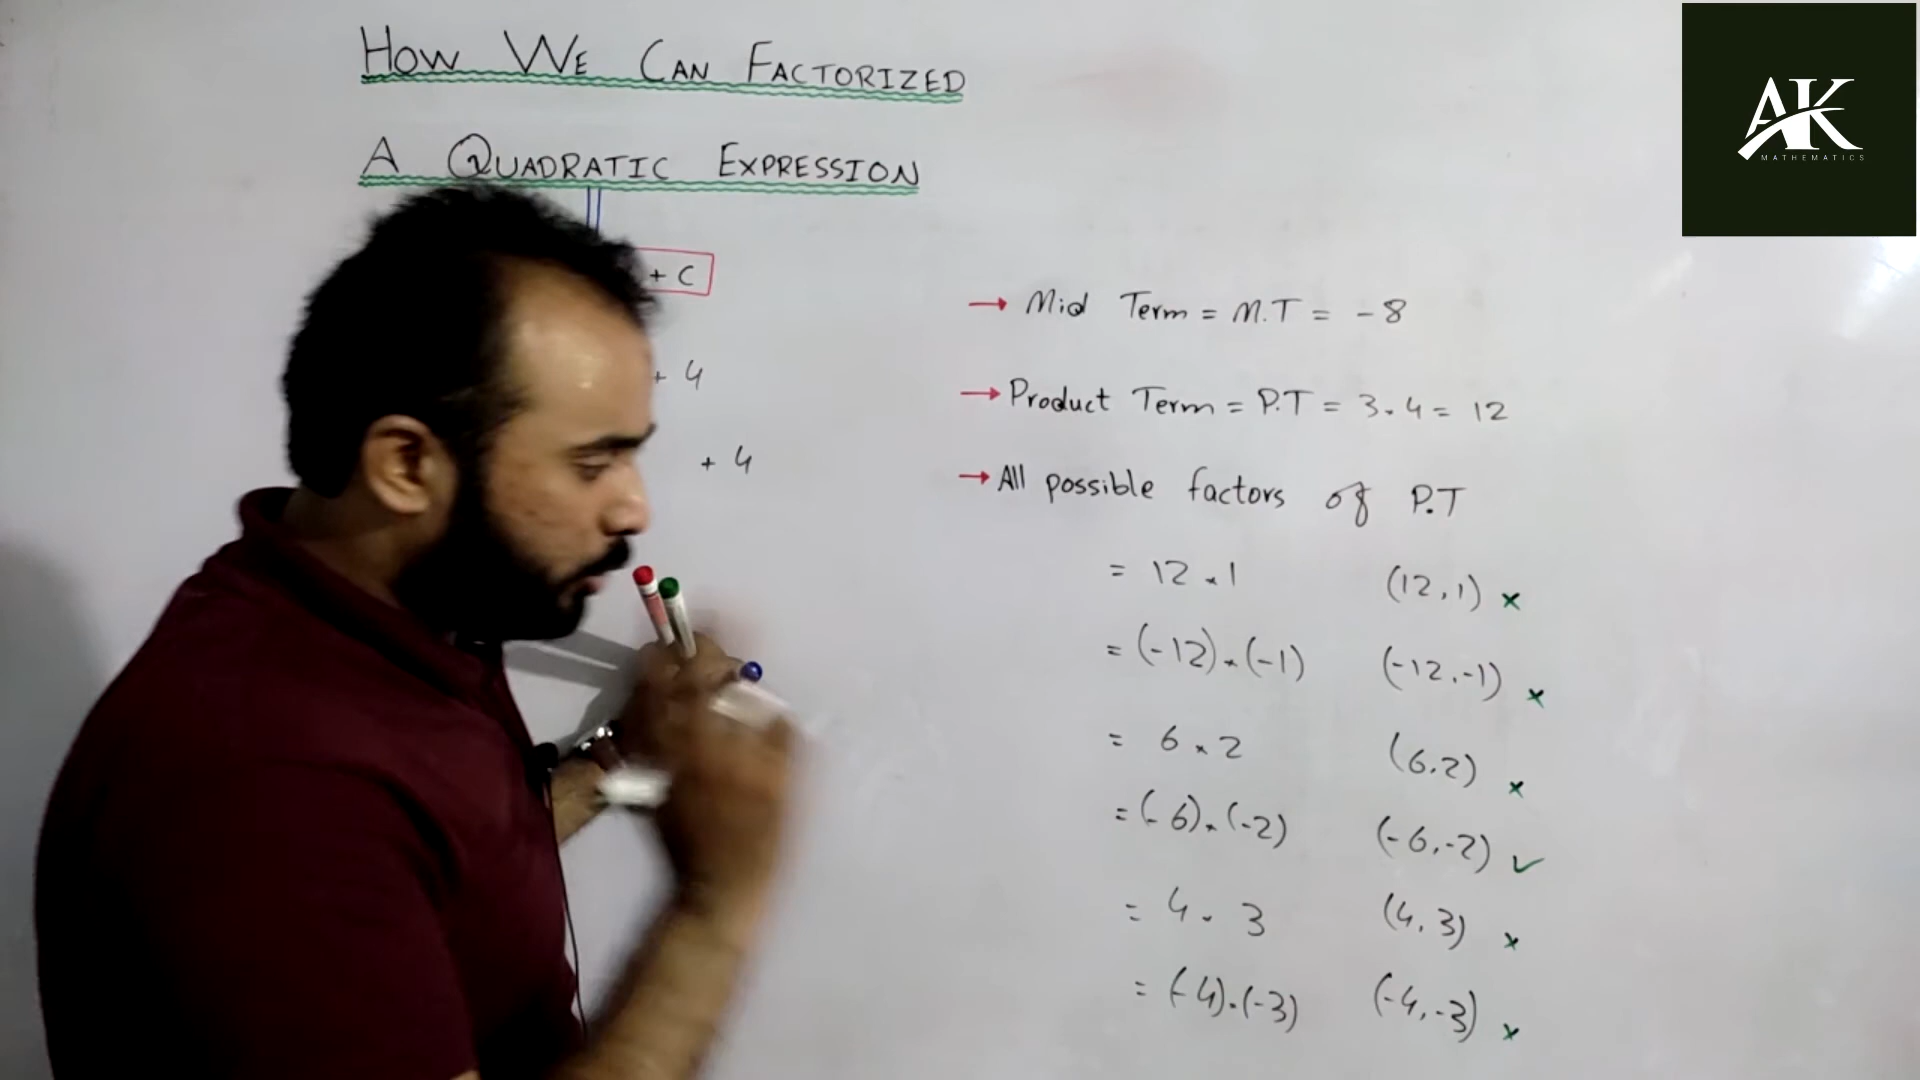 HOW WE CAN FACTORIZED
A QUADRATIC EXPRESSION
+ C
+ 4
+ 4
→ Mid Term = M.T = -8
→ Product Term = P.T = 3.4 = 12
→ All possible factors of P.T
= 12 . 1 (12, 1) ×
= (-12).(-1) (-12,-1) ×
= 6 × 2 (6,2) ×
= (-6).(-2) (-6,-2) ✓
= 4 . 3 (4, 3) ×
= (-4).(-3) (-4,-3) ×
AK
MATHEMATICS